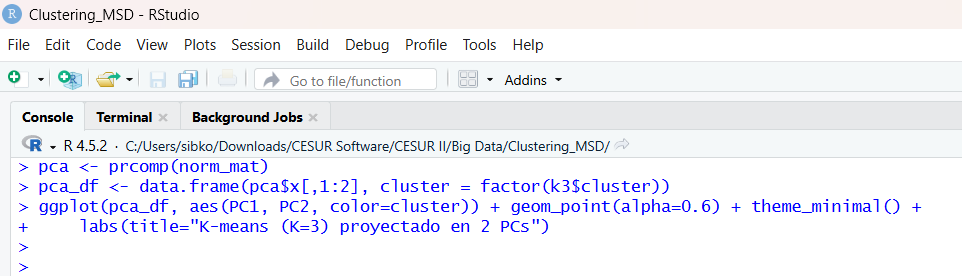 R Clustering_MSD - RStudio
File Edit Code View Plots Session Build Debug Profile Tools Help
Go to file/function Addins
Console Terminal Background Jobs
R R 4.5.2 · C:/Users/sibko/Downloads/CESUR Software/CESUR II/Big Data/Clustering_MSD/
> pca <- prcomp(norm_mat)
> pca_df <- data.frame(pca$x[,1:2], cluster = factor(k3$cluster))
> ggplot(pca_df, aes(PC1, PC2, color=cluster)) + geom_point(alpha=0.6) + theme_minimal() +
+     labs(title="K-means (K=3) proyectado en 2 PCs")
>
>